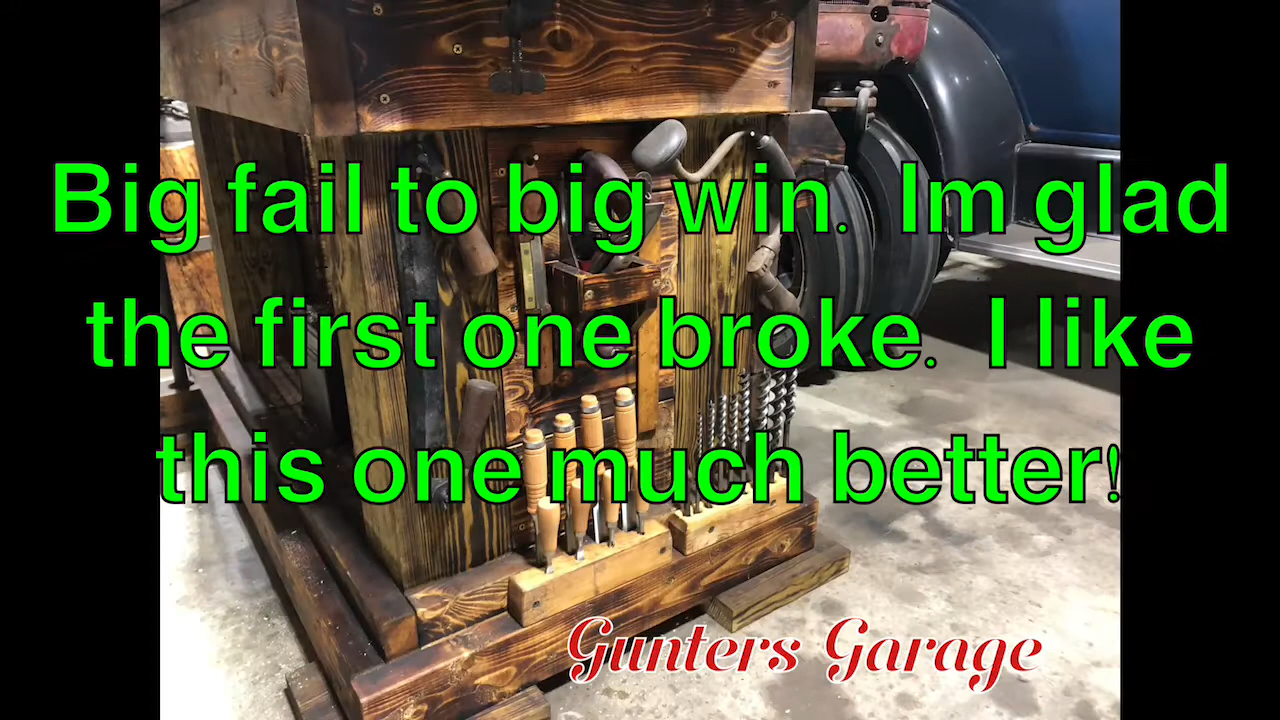 Big fail to big win.  Im glad
the first one broke.  I like
this one much better!
Gunters Garage